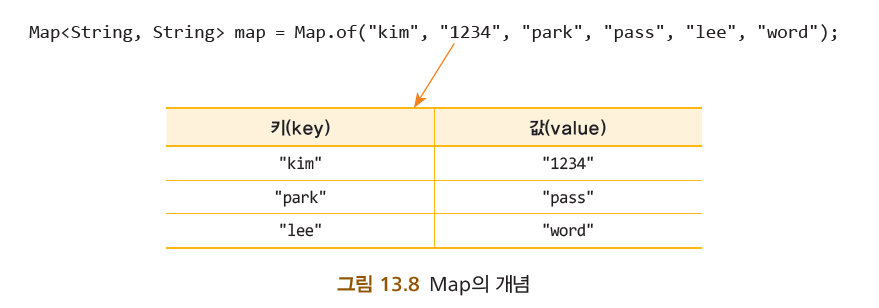 Map<String, String> map = Map.of("kim", "1234", "park", "pass", "lee", "word");
키(key) 값(value)
"kim" "1234"
"park" "pass"
"lee" "word"
그림 13.8 Map의 개념